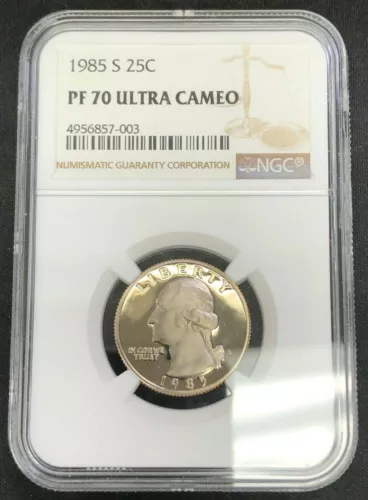 1985 S 25C
PF 70 ULTRA CAMEO
4956857-003
NUMISMATIC GUARANTY CORPORATION
NGC®
LIBERTY
IN GOD WE
TRUST
S
1985